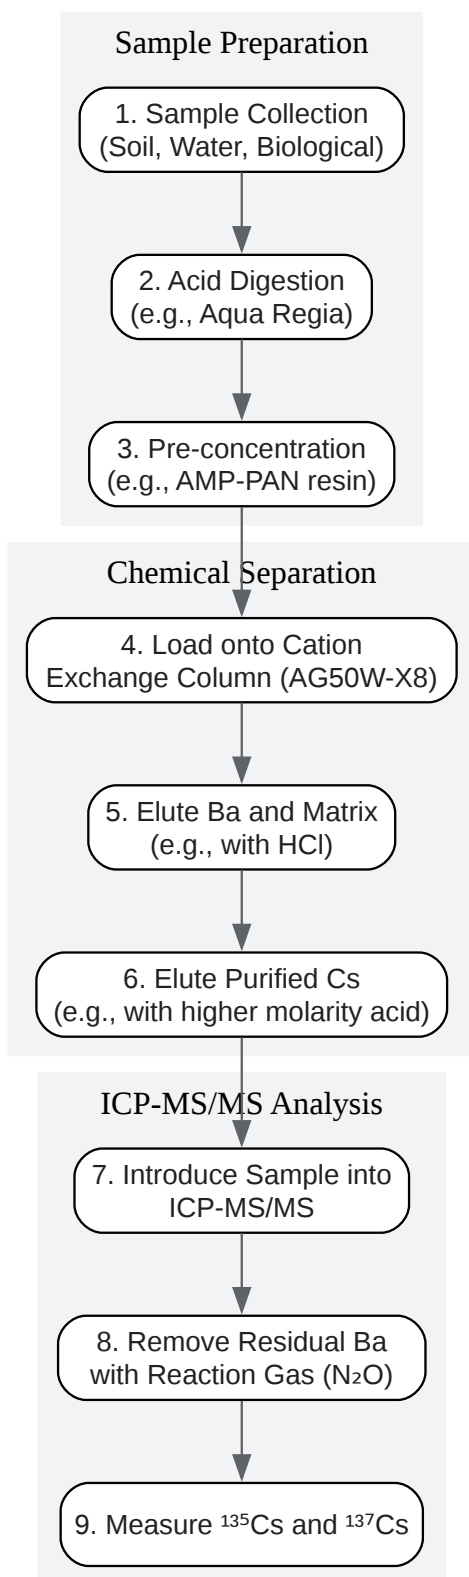 Sample Preparation
1. Sample Collection
(Soil, Water, Biological)
2. Acid Digestion
(e.g., Aqua Regia)
3. Pre-concentration
(e.g., AMP-PAN resin)
Chemical Separation
4. Load onto Cation
Exchange Column (AG50W-X8)
5. Elute Ba and Matrix
(e.g., with HCl)
6. Elute Purified Cs
(e.g., with higher molarity acid)
ICP-MS/MS Analysis
7. Introduce Sample into
ICP-MS/MS
8. Remove Residual Ba
with Reaction Gas (N₂O)
9. Measure ¹³⁵Cs and ¹³⁷Cs